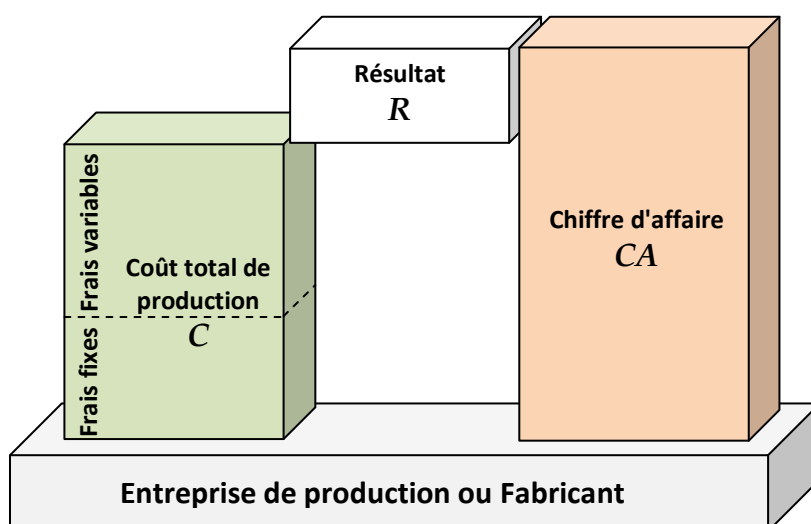 Résultat
R
Frais variables
Frais fixes
Coût total de
production
C
Chiffre d'affaire
CA
Entreprise de production ou Fabricant